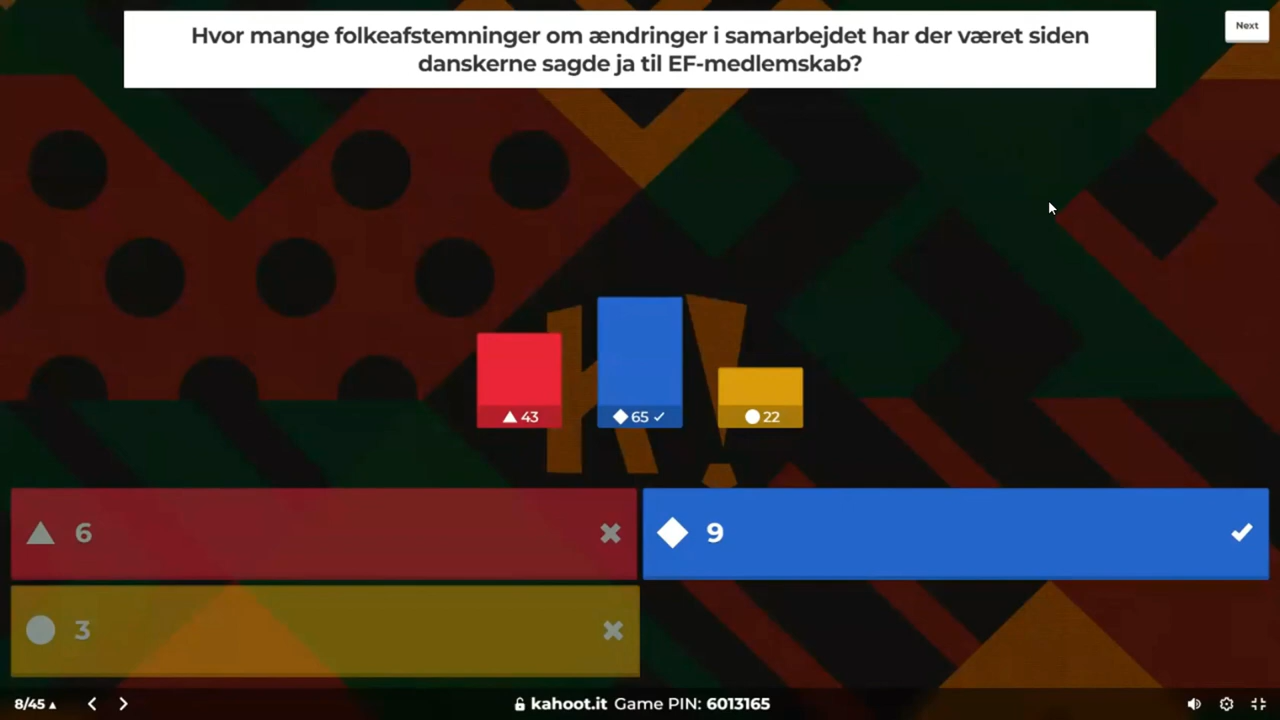 Hvor mange folkeafstemninger om ændringer i samarbejdet har der været siden
danskerne sagde ja til EF-medlemskab?
Next
K!
43
65
22
6
9
3
8/45
kahoot.it Game PIN: 6013165